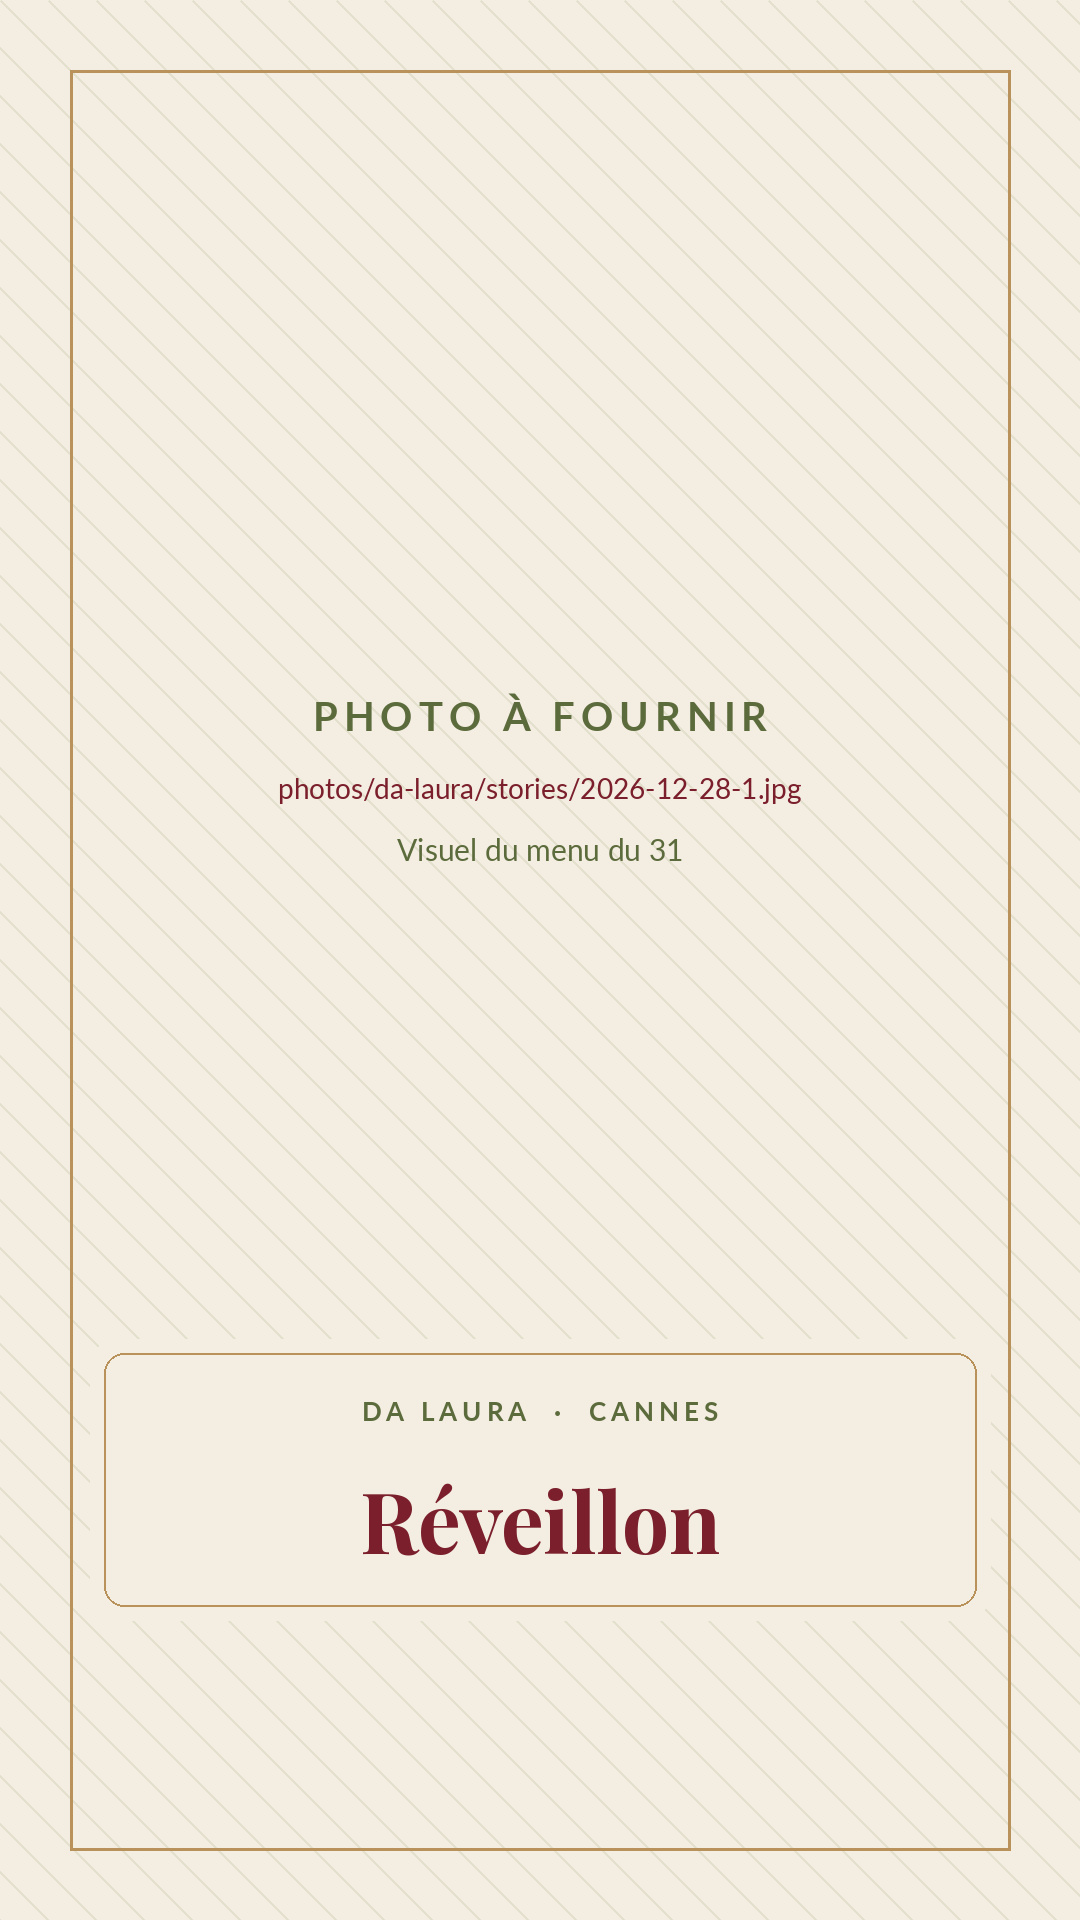 PHOTO À FOURNIR
photos/da-laura/stories/2026-12-28-1.jpg
Visuel du menu du 31
DA LAURA · CANNES
Réveillon